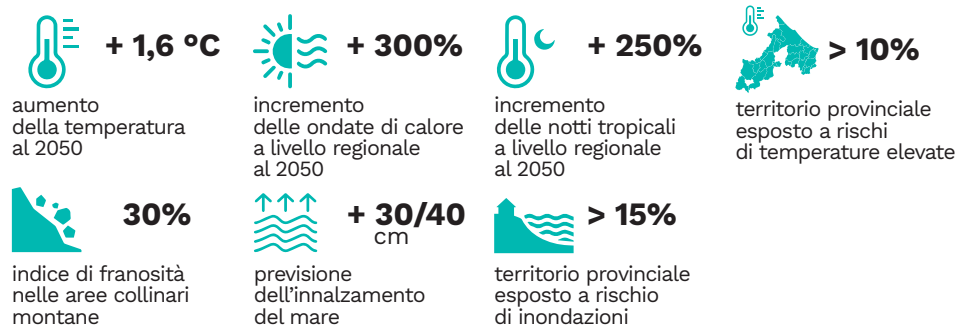 + 1,6 °C
aumento
della temperatura
al 2050
+ 300%
incremento
delle ondate di calore
a livello regionale
al 2050
+ 250%
incremento
delle notti tropicali
a livello regionale
al 2050
> 10%
territorio provinciale
esposto a rischi
di temperature elevate
30%
indice di franosità
nelle aree collinari
montane
+ 30/40
cm
previsione
dell'innalzamento
del mare
> 15%
territorio provinciale
esposto a rischio
di inondazioni